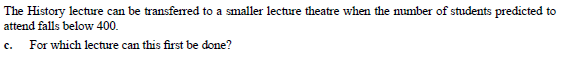 The History lecture can be transferred to a smaller lecture theatre when the number of students predicted to
attend falls below 400.
c. For which lecture can this first be done?